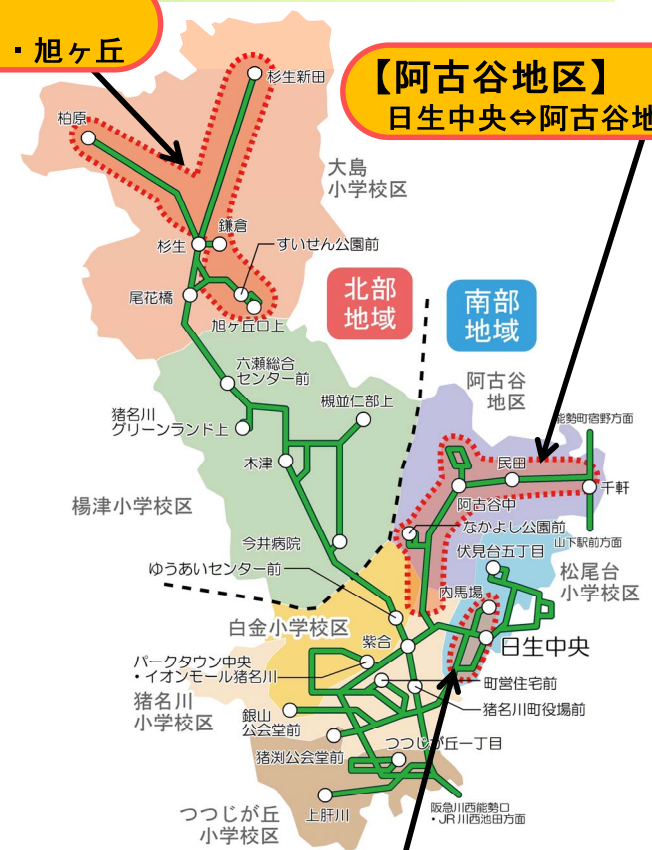 ・旭ヶ丘
【阿古谷地区】
日生中央⇔阿古谷地
杉生新田
柏原
大島
小学校区
鎌倉
杉生
すいせん公園前
北部
地域
南部
地域
尾花橋
旭ヶ丘口上
六瀬総合
センター前
阿古谷
地区
槻並仁部上
能勢町宿野方面
猪名川
グリーンランド上
民田
木津
千軒
阿古谷中
楊津小学校区
なかよし公園前
今井病院
山下駅前方面
伏見台五丁目
ゆうあいセンター前
松尾台
小学校区
内馬場
白金小学校区
紫合
日生中央
パークタウン中央
・イオンモール猪名川
町営住宅前
猪名川
小学校区
銀山
公会堂前
猪名川町役場前
猪渕公会堂前
つつじが丘一丁目
上肝川
阪急川西能勢口
・JR川西池田方面
つつじが丘
小学校区